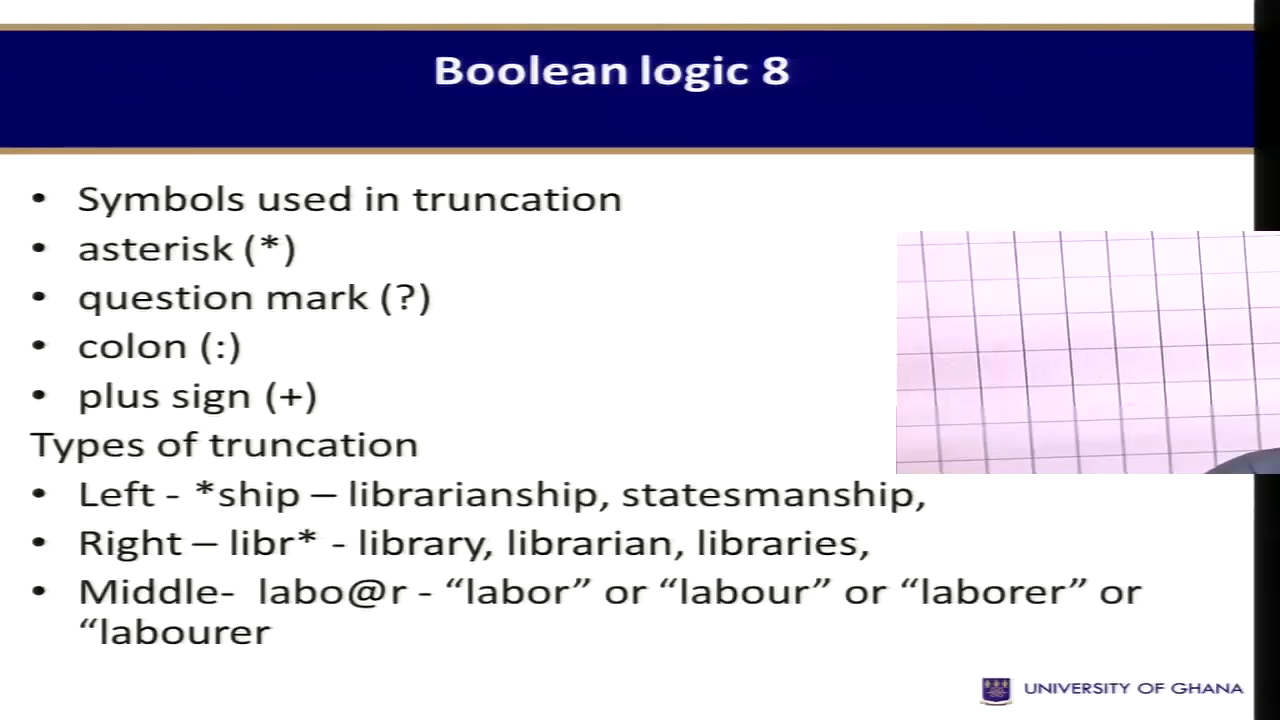 Boolean logic 8
• Symbols used in truncation
• asterisk (*)
• question mark (?)
• colon (:)
• plus sign (+)
Types of truncation
• Left - *ship – librarianship, statesmanship,
• Right – libr* - library, librarian, libraries,
• Middle- labo@r - “labor” or “labour” or “laborer” or
“labourer
UNIVERSITY OF GHANA